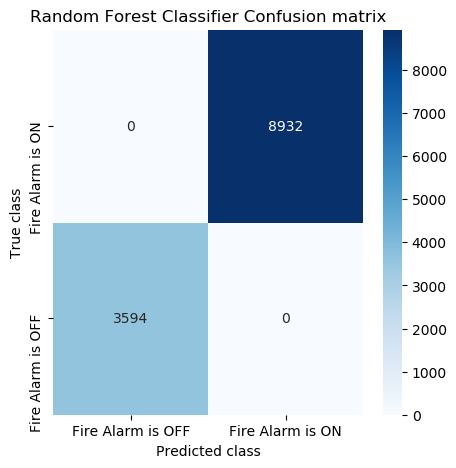 Random Forest Classifier Confusion matrix
True class
Fire Alarm is ON
0
8932
Fire Alarm is OFF
3594
0
Fire Alarm is OFF
Fire Alarm is ON
Predicted class
8000
7000
6000
5000
4000
3000
2000
1000
0